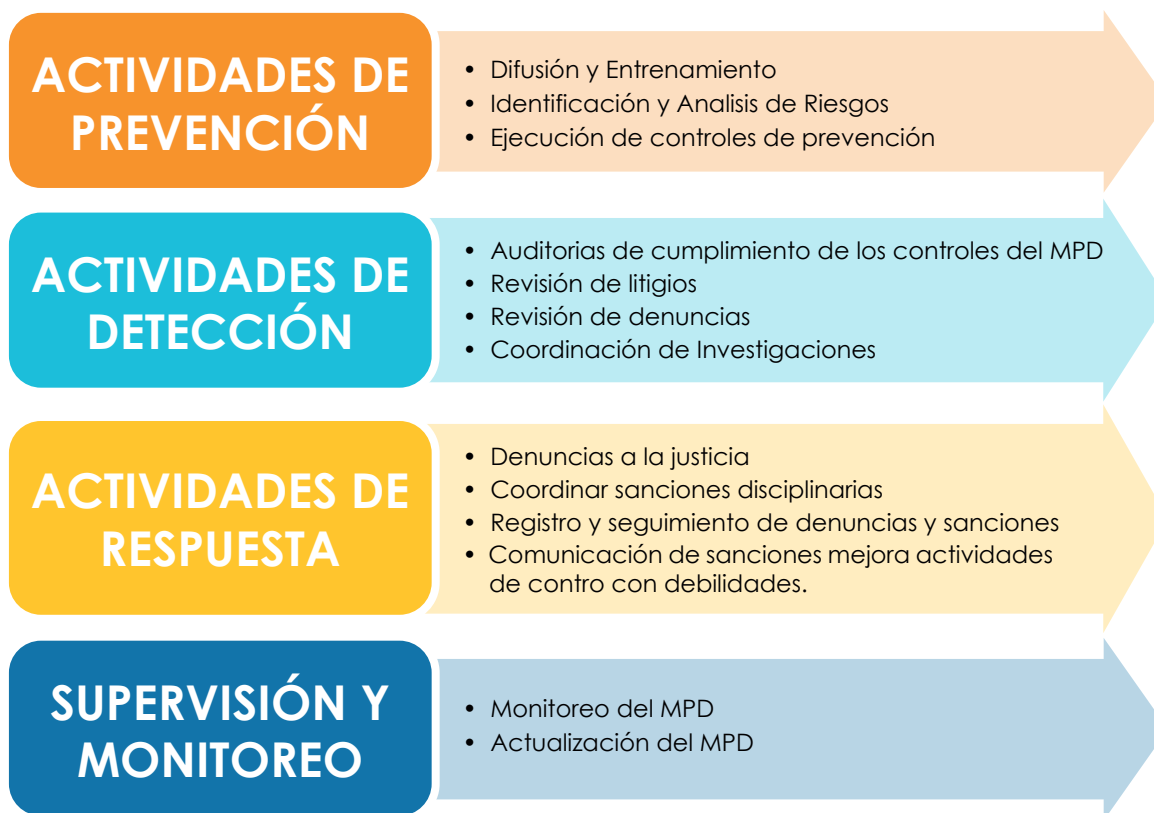 ACTIVIDADES DE
PREVENCIÓN
• Difusión y Entrenamiento
• Identificación y Analisis de Riesgos
• Ejecución de controles de prevención
ACTIVIDADES DE
DETECCIÓN
• Auditorias de cumplimiento de los controles del MPD
• Revisión de litigios
• Revisión de denuncias
• Coordinación de Investigaciones
ACTIVIDADES DE
RESPUESTA
• Denuncias a la justicia
• Coordinar sanciones disciplinarias
• Registro y seguimiento de denuncias y sanciones
• Comunicación de sanciones mejora actividades
de contro con debilidades.
SUPERVISIÓN Y
MONITOREO
• Monitoreo del MPD
• Actualización del MPD